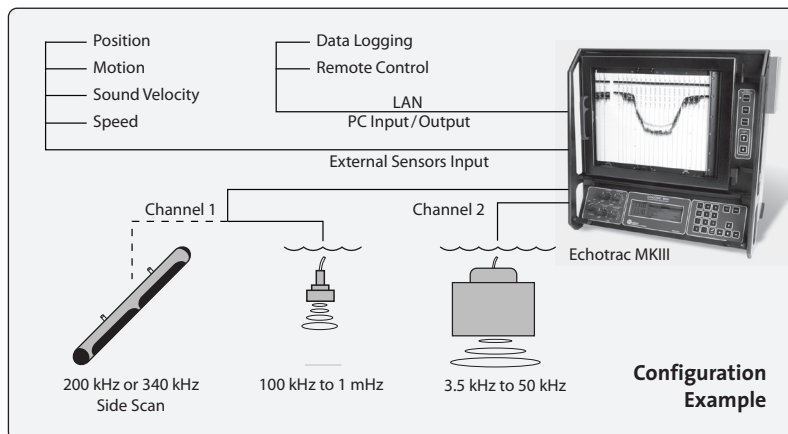 Position
Motion
Sound Velocity
Speed
Data Logging
Remote Control
LAN
PC Input/Output
External Sensors Input
Channel 1
Channel 2
Echotrac MKIII
200 kHz or 340 kHz
Side Scan
100 kHz to 1 mHz
3.5 kHz to 50 kHz
Configuration
Example